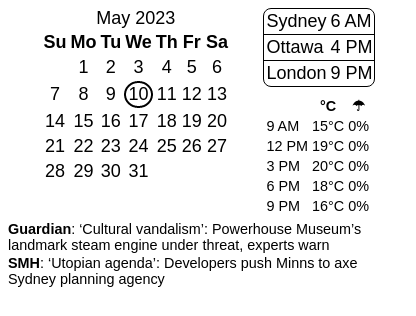 May 2023
Su Mo Tu We Th Fr Sa
1 2 3 4 5 6
7 8 9 10 11 12 13
14 15 16 17 18 19 20
21 22 23 24 25 26 27
28 29 30 31
Sydney 6 AM
Ottawa 4 PM
London 9 PM
°C ☂
9 AM 15°C 0%
12 PM 19°C 0%
3 PM 20°C 0%
6 PM 18°C 0%
9 PM 16°C 0%
Guardian: ‘Cultural vandalism’: Powerhouse Museum’s
landmark steam engine under threat, experts warn
SMH: ‘Utopian agenda’: Developers push Minns to axe
Sydney planning agency